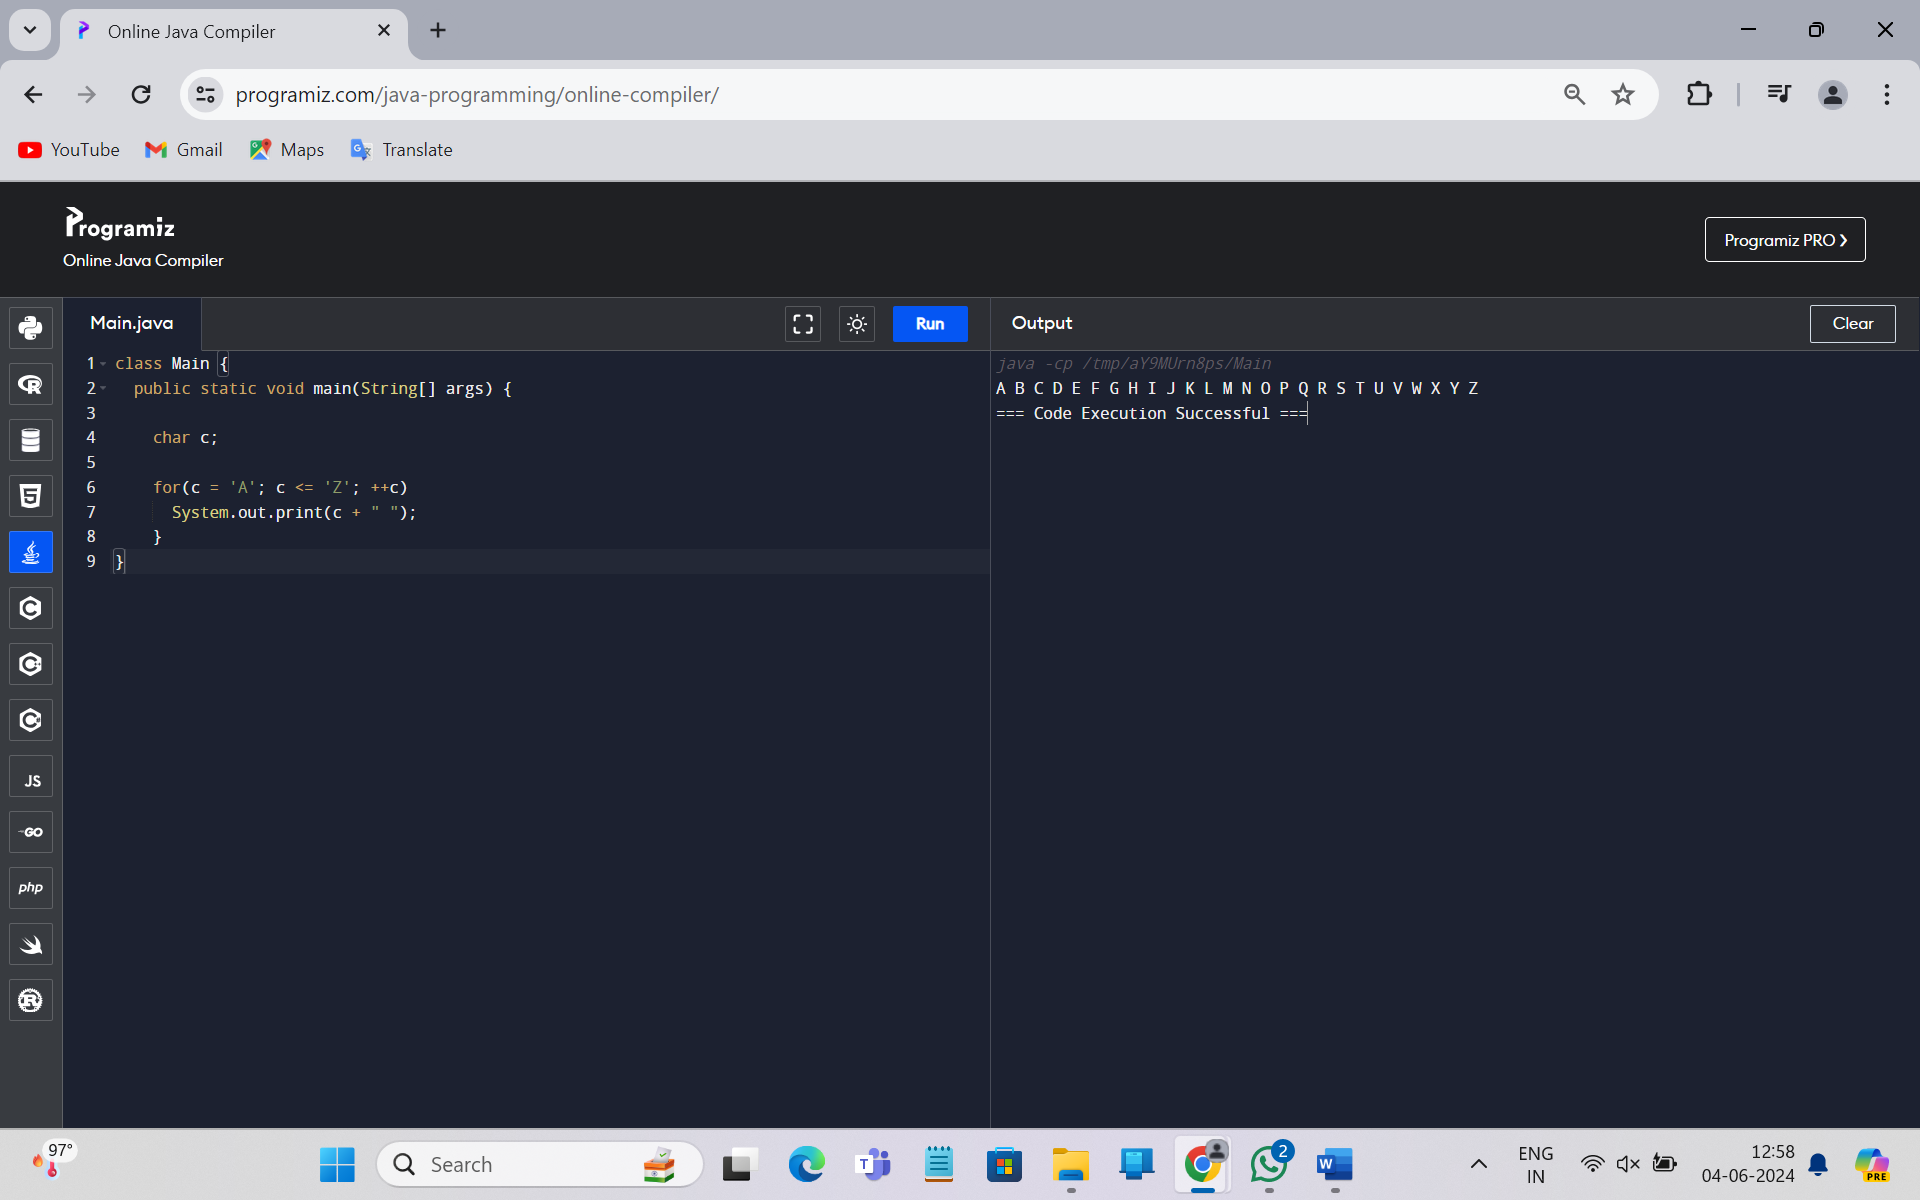 Online Java Compiler
programiz.com/java-programming/online-compiler/
YouTube Gmail Maps Translate
Programiz
Online Java Compiler
Programiz PRO ❯
Main.java
Run
Output
Clear
1 class Main {
2 public static void main(String[] args) {
3
4 char c;
5
6 for(c = 'A'; c <= 'Z'; ++c)
7 System.out.print(c + " ");
8 }
9 }
java -cp /tmp/aY9MUrn8ps/Main
A B C D E F G H I J K L M N O P Q R S T U V W X Y Z
=== Code Execution Successful ===
R
5
C
C
C
JS
GO
php
R
97°
Search
T
2
W
ENG
IN
12:58
04-06-2024
PRE